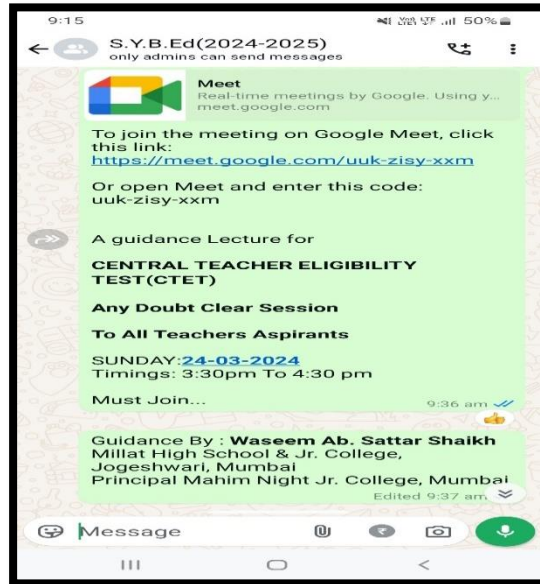 9:15
50%
S.Y.B.Ed(2024-2025)
only admins can send messages
Meet
Real-time meetings by Google. Using y...
meet.google.com
To join the meeting on Google Meet, click
this link:
https://meet.google.com/uuk-zisy-xxm
Or open Meet and enter this code:
uuk-zisy-xxm
A guidance Lecture for
CENTRAL TEACHER ELIGIBILITY
TEST(CTET)
Any Doubt Clear Session
To All Teachers Aspirants
SUNDAY:24-03-2024
Timings: 3:30pm To 4:30 pm
Must Join...
9:36 am
Guidance By : Waseem Ab. Sattar Shaikh
Millat High School & Jr. College,
Jogeshwari, Mumbai
Principal Mahim Night Jr. College, Mumbai
Edited 9:37 am
Message